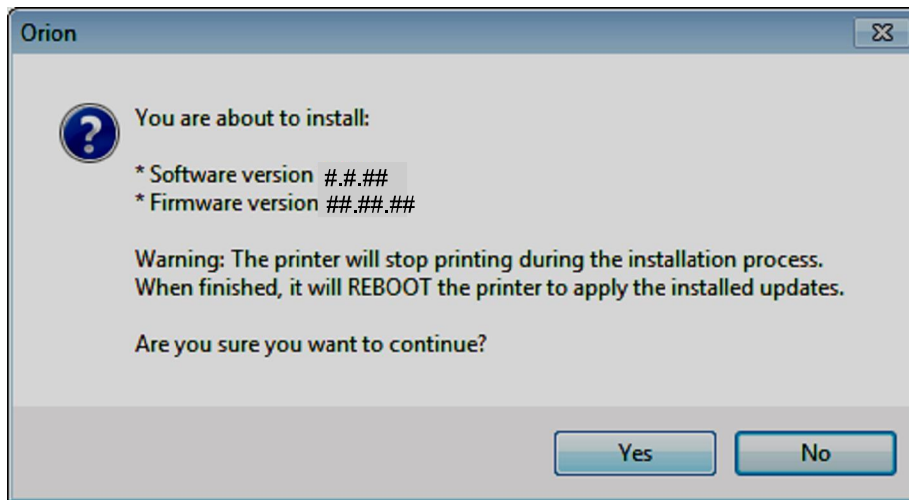 Orion
You are about to install:
* Software version #.#.##
* Firmware version ##.##.##
Warning: The printer will stop printing during the installation process.
When finished, it will REBOOT the printer to apply the installed updates.
Are you sure you want to continue?
Yes No